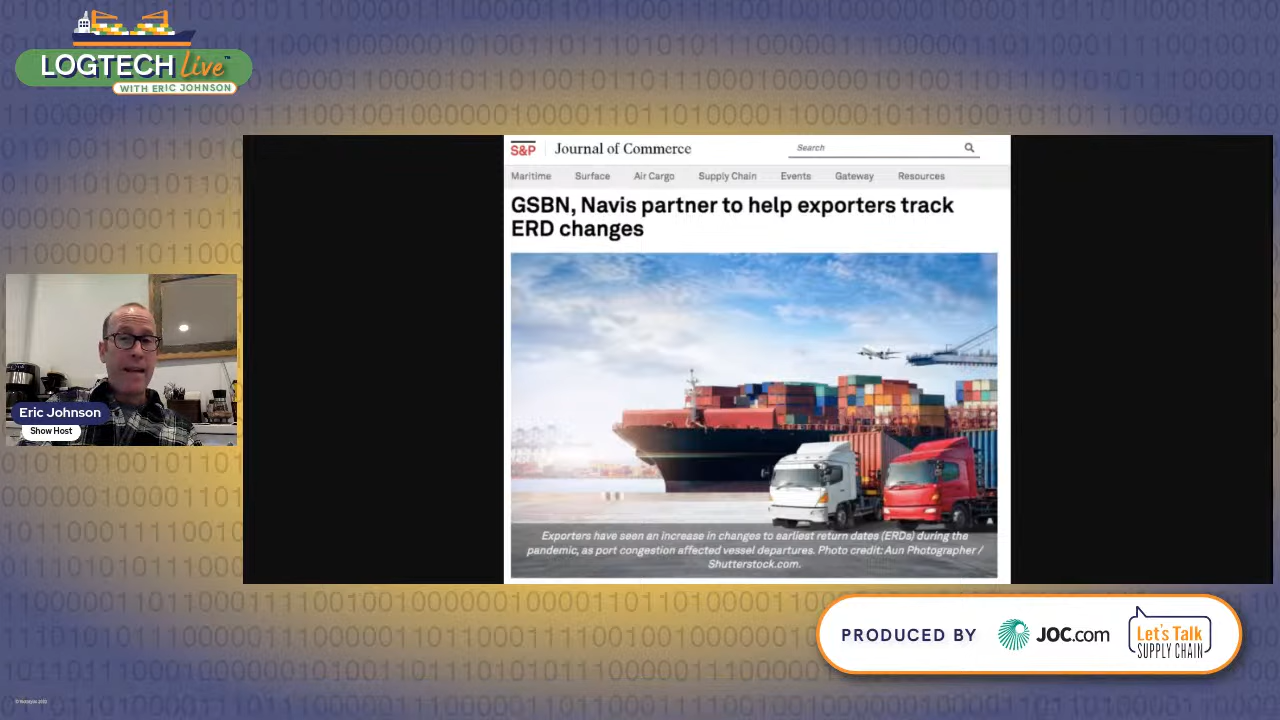 LOGTECH Live™
WITH ERIC JOHNSON
S&P
Journal of Commerce
Search
Maritime Surface Air Cargo Supply Chain Events Gateway Resources
GSBN, Navis partner to help exporters track
ERD changes
Exporters have seen an increase in changes to earliest return dates (ERDs) during the
pandemic, as port congestion affected vessel departures. Photo credit: Aun Photographer /
Shutterstock.com.
Eric Johnson
Show Host
PRODUCED BY
JOC.com
Let's Talk
SUPPLY CHAIN